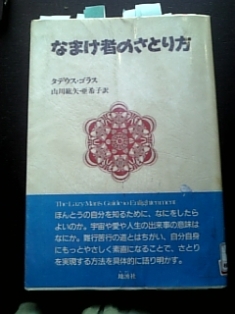 なまけ者のさとり方
タデウス・ゴラス
山川紘矢・亜希子訳
The Lazy Man's Guide to Enlightenment
ほんとうの自分を知るために、なにをしたら
よいのか。宇宙や愛や人生の出来事の意味は
なにか。難行苦行の道とはちがい、自分自身
にもっとやさしく素直になることで、さとり
を実現する方法を具体的に語り明かす。
地湧社